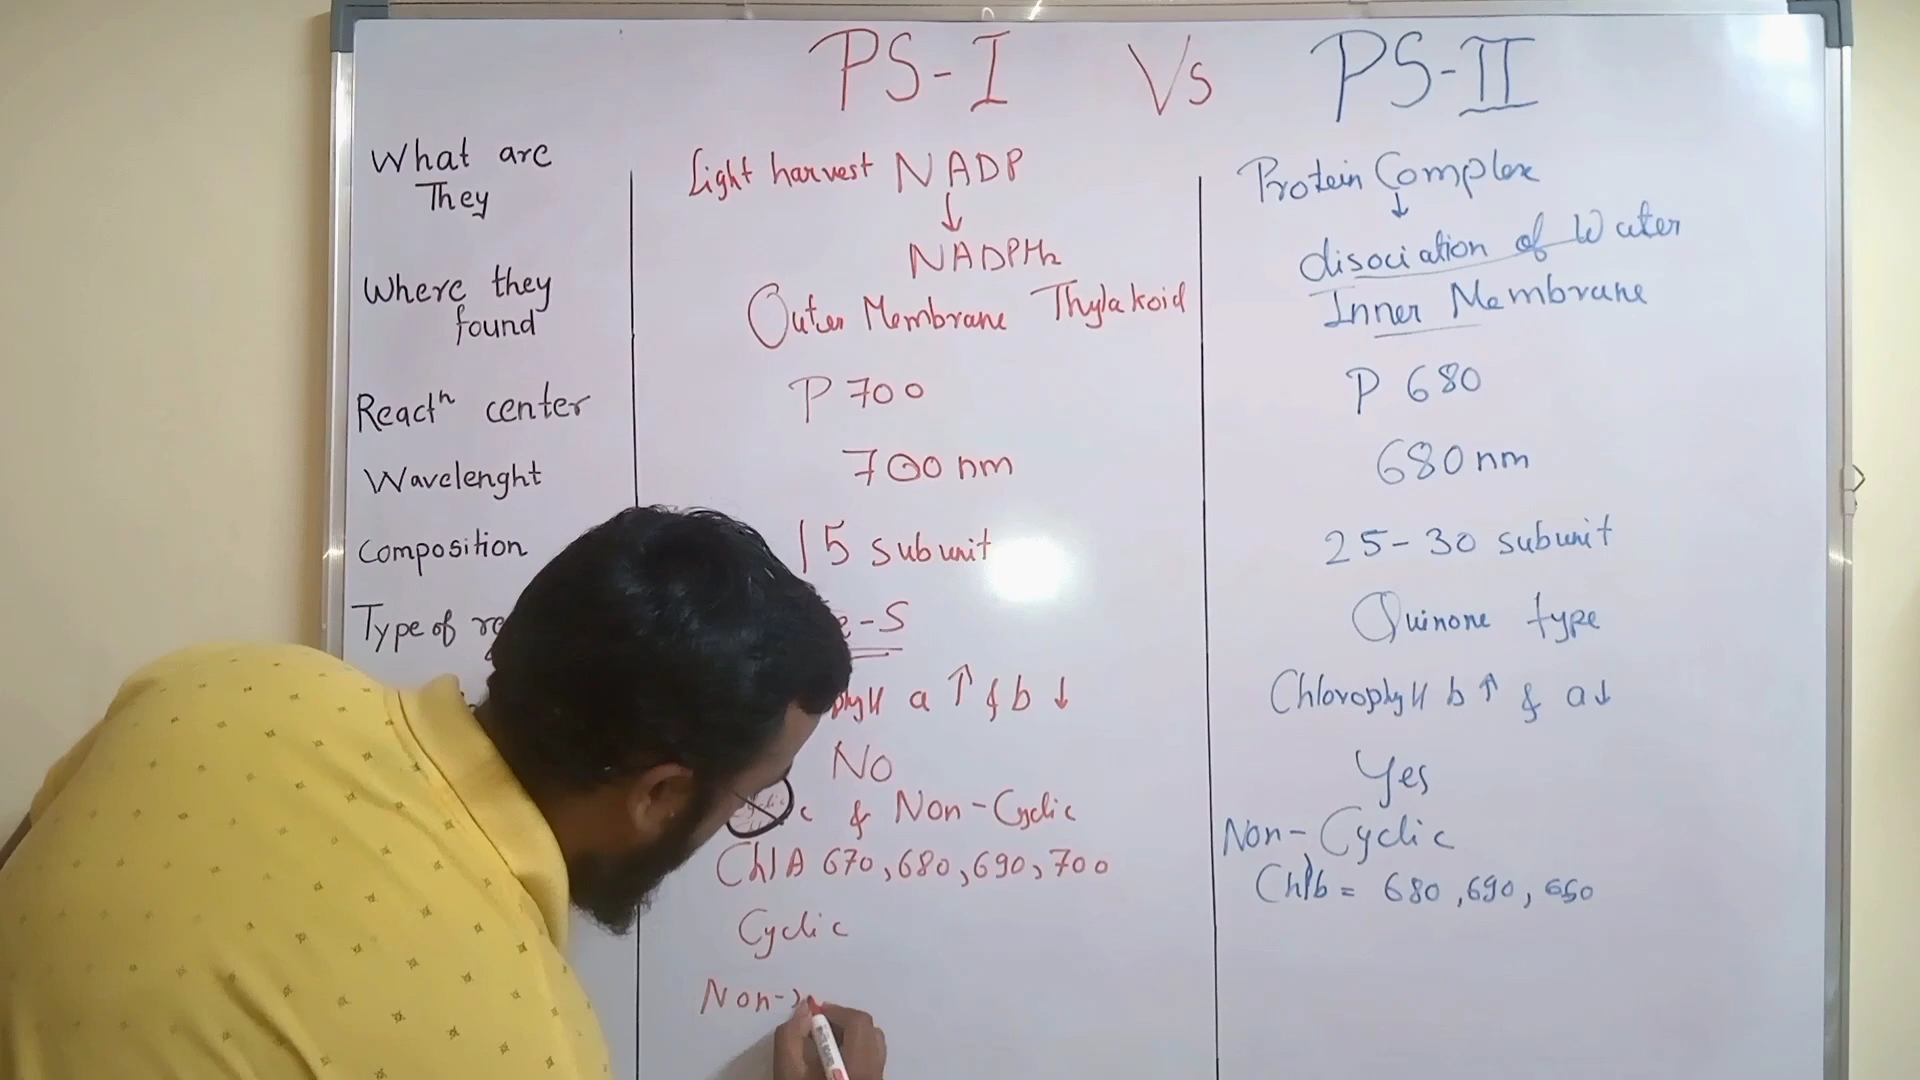 PS-I Vs PS-II
What are They
Light harvest NADP
↓
NADPH₂
Protein Complex
↓
disociation of Water
Where they found
Outer Membrane Thylakoid
Inner Membrane
Reactⁿ center
P 700
P 680
Wavelenght
700 nm
680 nm
Composition
15 subunit
25-30 subunit
Type of
-S
Quinone type
a ↑ & b ↓
Chlorophyll b ↑ & a ↓
No
Yes
& Non-Cyclic
Non-Cyclic
Chl A 670, 680, 690, 700
Chlb = 680, 690, 650
Cyclic
Non-